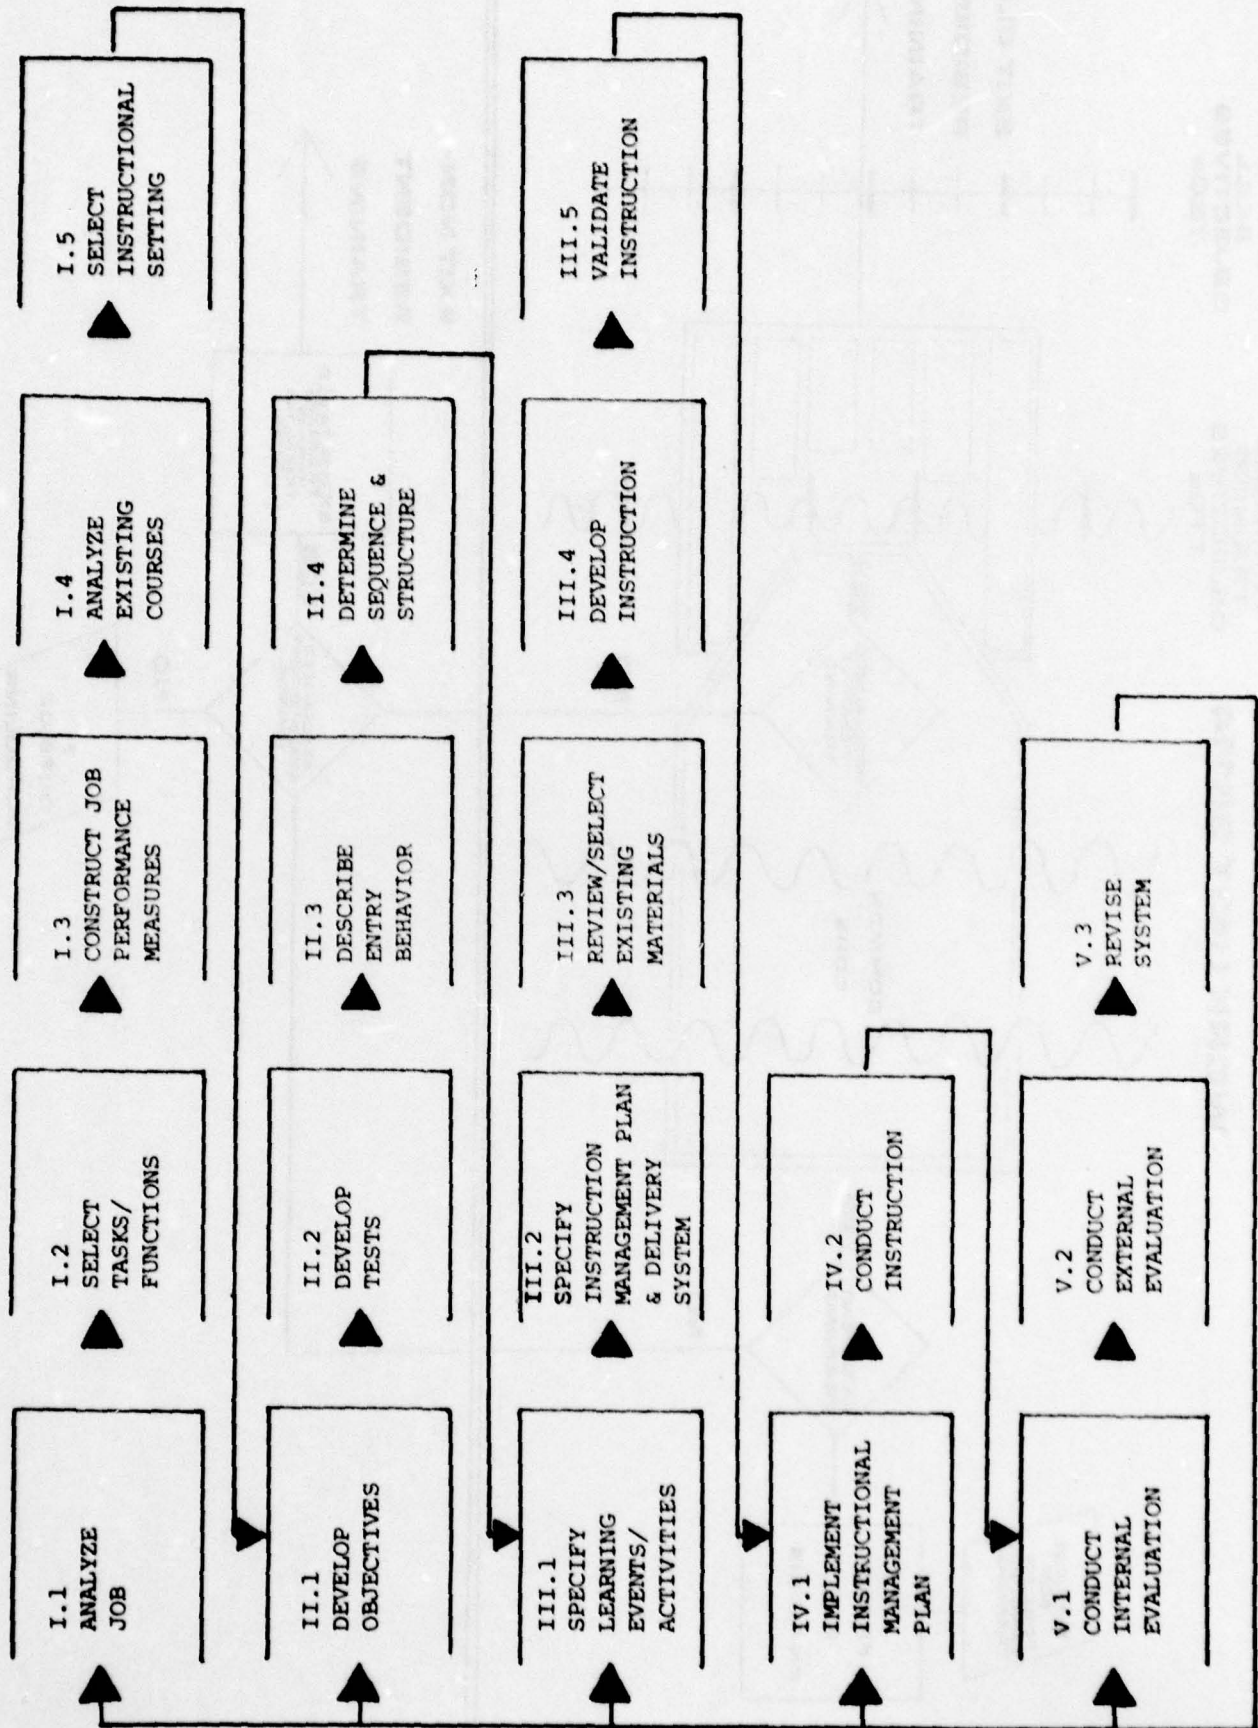 I.1
ANALYZE
JOB
I.2
SELECT
TASKS/
FUNCTIONS
I.3
CONSTRUCT JOB
PERFORMANCE
MEASURES
I.4
ANALYZE
EXISTING
COURSES
I.5
SELECT
INSTRUCTIONAL
SETTING
II.1
DEVELOP
OBJECTIVES
II.2
DEVELOP
TESTS
II.3
DESCRIBE
ENTRY
BEHAVIOR
II.4
DETERMINE
SEQUENCE &
STRUCTURE
III.1
SPECIFY
LEARNING
EVENTS/
ACTIVITIES
III.2
SPECIFY
INSTRUCTION
MANAGEMENT PLAN
& DELIVERY
SYSTEM
III.3
REVIEW/SELECT
EXISTING
MATERIALS
III.4
DEVELOP
INSTRUCTION
III.5
VALIDATE
INSTRUCTION
IV.1
IMPLEMENT
INSTRUCTIONAL
MANAGEMENT
PLAN
IV.2
CONDUCT
INSTRUCTION
V.1
CONDUCT
INTERNAL
EVALUATION
V.2
CONDUCT
EXTERNAL
EVALUATION
V.3
REVISE
SYSTEM